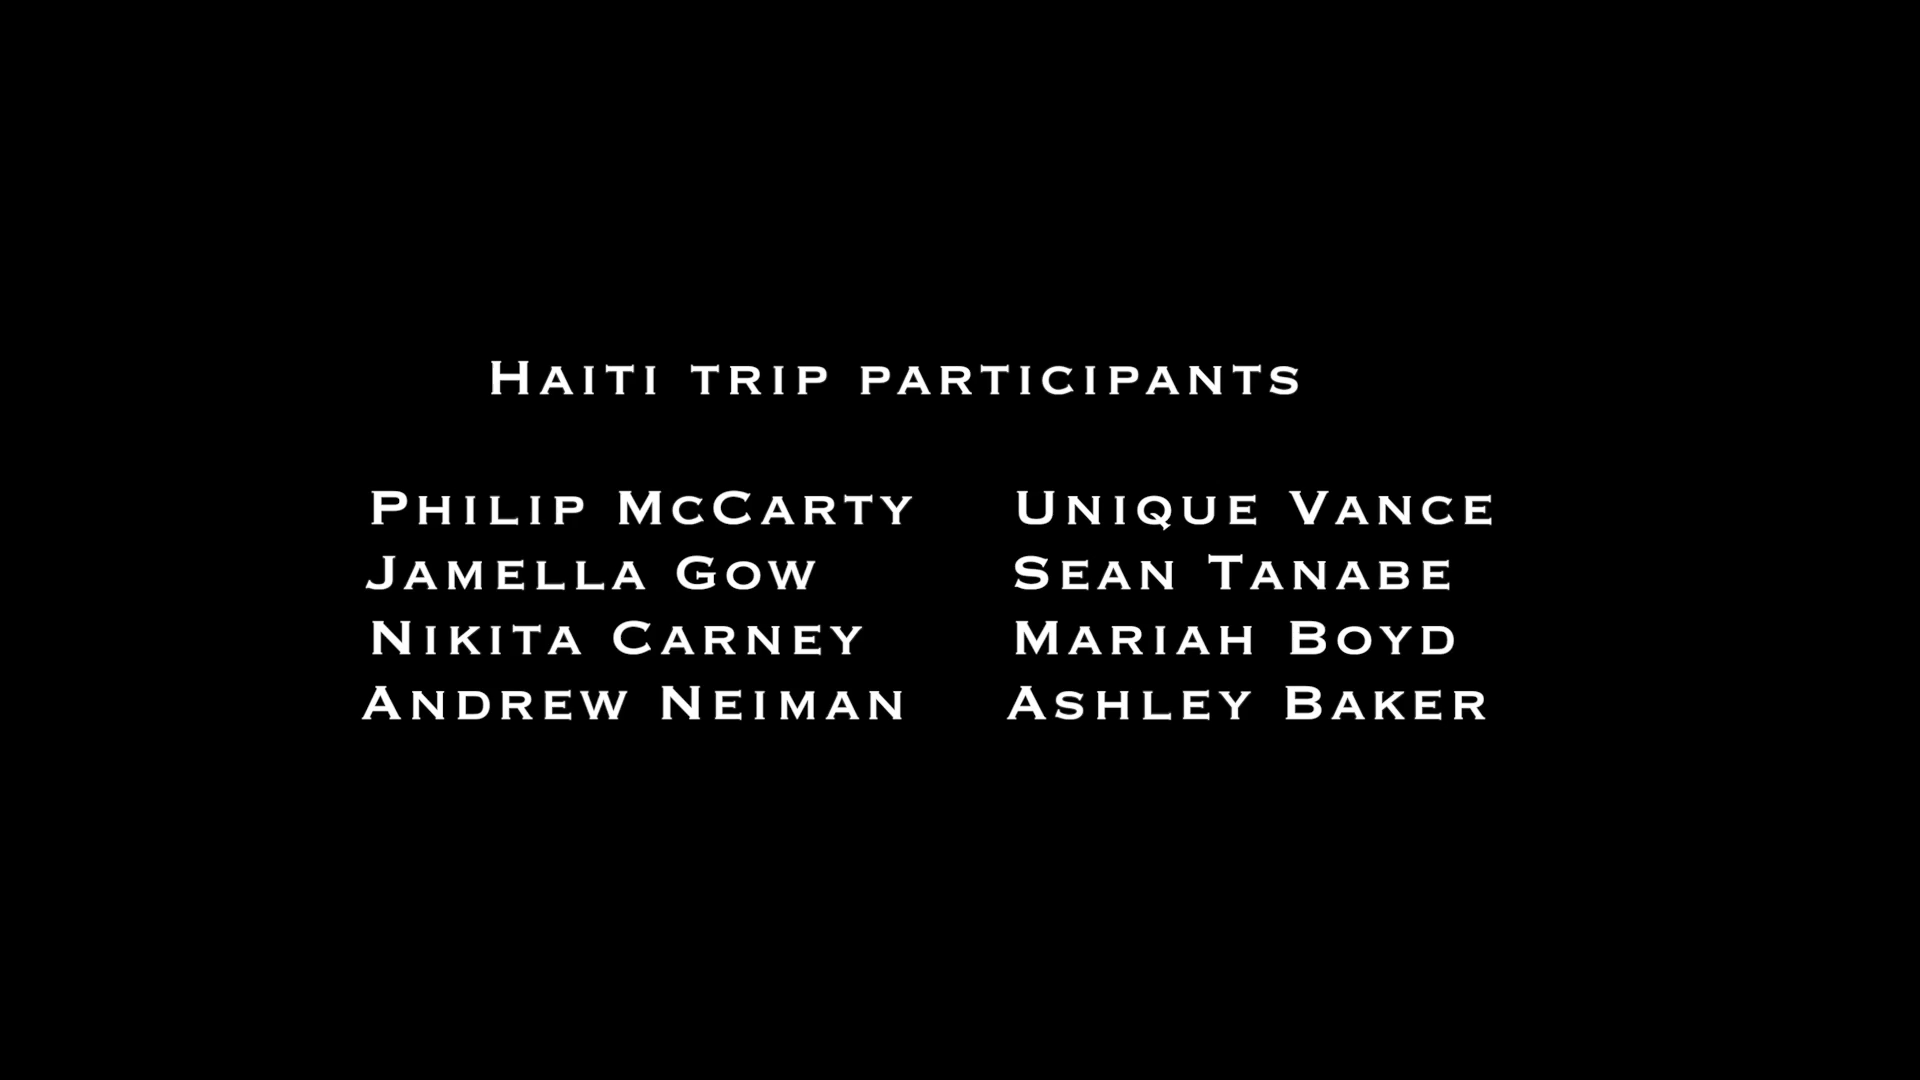 Haiti trip participants
Philip McCarty
Jamella Gow
Nikita Carney
Andrew Neiman
Unique Vance
Sean Tanabe
Mariah Boyd
Ashley Baker